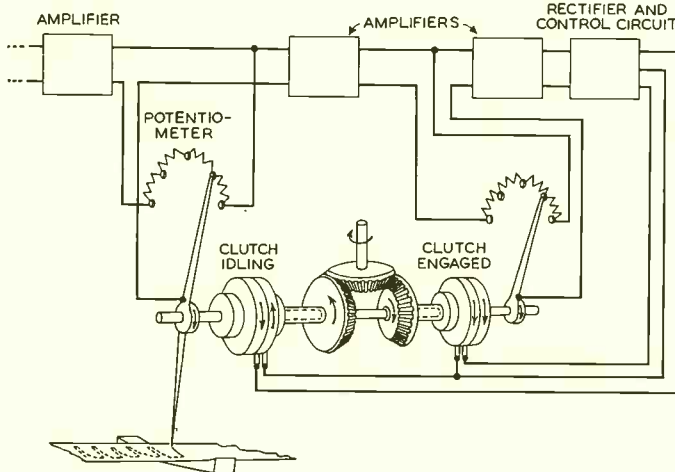 AMPLIFIER
AMPLIFIERS
RECTIFIER AND
CONTROL CIRCUIT
POTENTIO-
METER
CLUTCH
IDLING
CLUTCH
ENGAGED